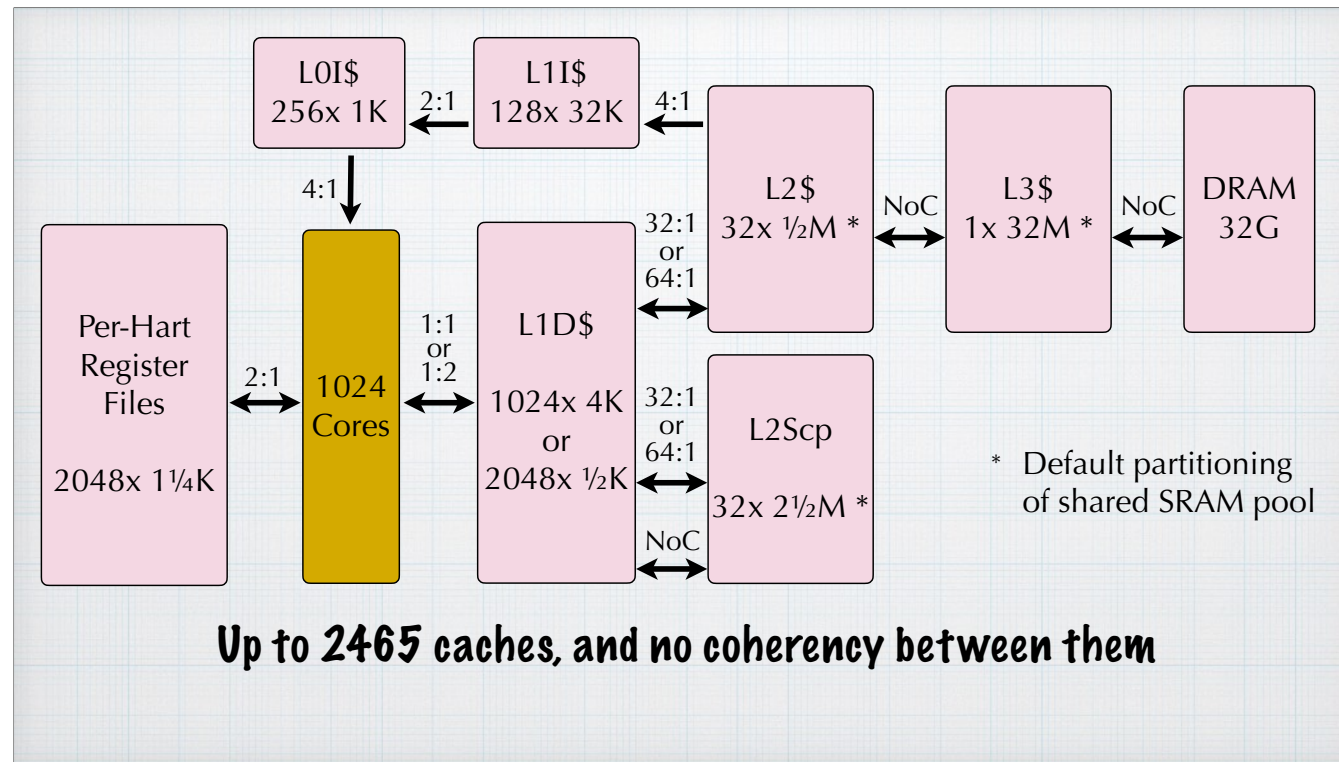 L0I$
256x 1K
2:1
L1I$
128x 32K
4:1
4:1
Per-Hart
Register
Files
2048x 1¼K
2:1
1024
Cores
1:1
or
1:2
L1D$
1024x 4K
or
2048x ½K
32:1
or
64:1
32:1
or
64:1
NoC
L2$
32x ½M *
L2Scp
32x 2½M *
NoC
L3$
1x 32M *
NoC
DRAM
32G
* Default partitioning
of shared SRAM pool
Up to 2465 caches, and no coherency between them